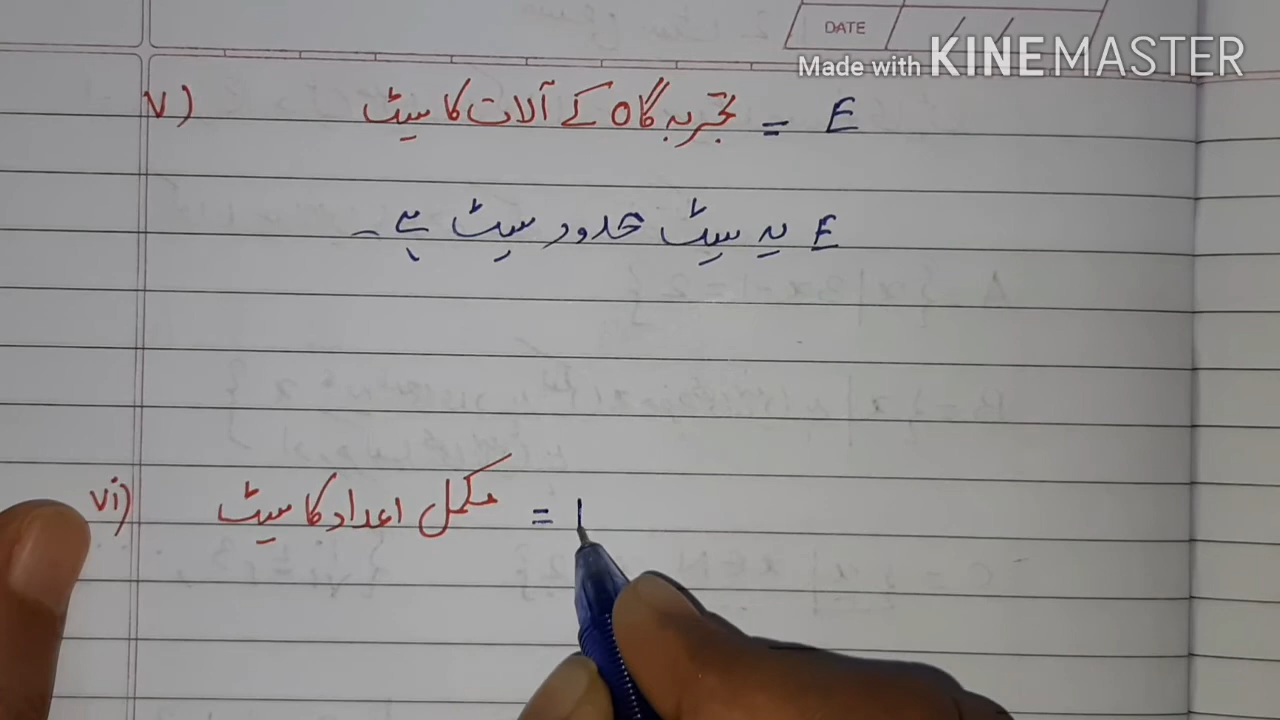 DATE
Made with KINEMASTER
v) E = تجربہ گاہ کے آلات کا سیٹ
E یہ سیٹ محدود سیٹ ہے۔
vi) مکمل اعداد کا سیٹ =